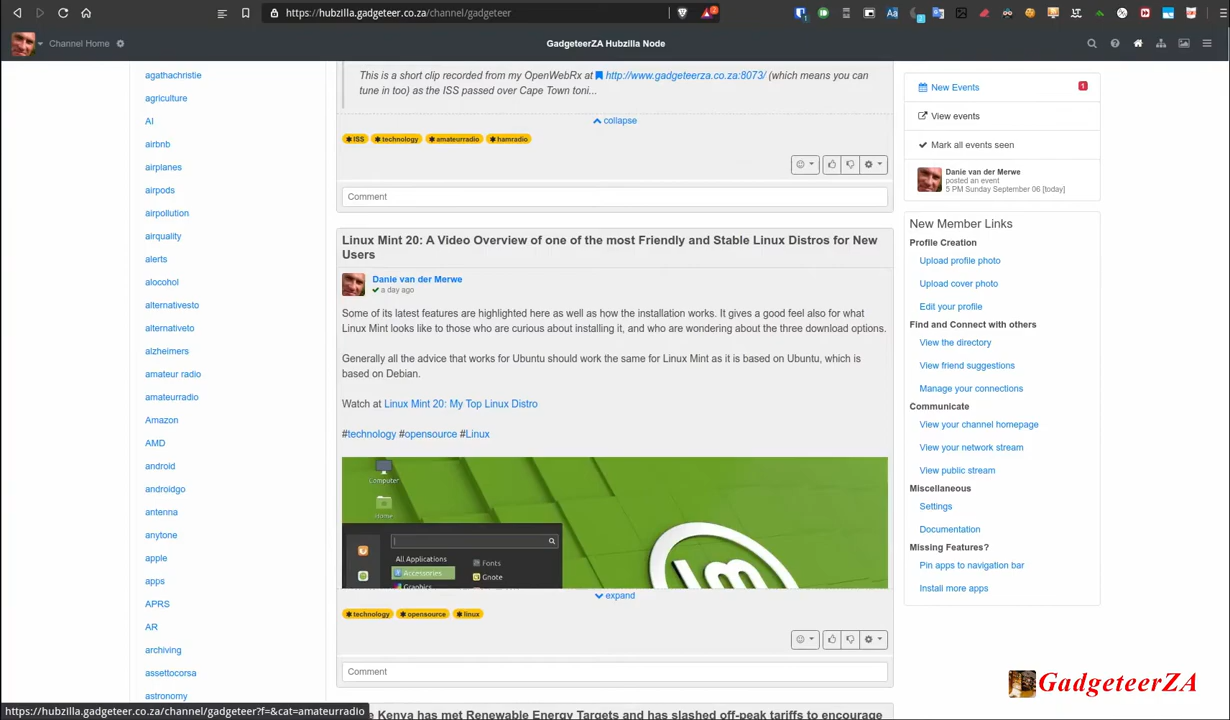 https://hubzilla.gadgeteer.co.za/channel/gadgeteer
Channel Home
GadgeteerZA Hubzilla Node
agathachristie
agriculture
AI
airbnb
airplanes
airpods
airpollution
airquality
alerts
alocohol
alternativesto
alternativeto
alzheimers
amateur radio
amateurradio
Amazon
AMD
android
androidgo
antenna
anytone
apple
apps
APRS
AR
archiving
assettocorsa
astronomy
This is a short clip recorded from my OpenWebRx at http://www.gadgeteerza.co.za:8073/ (which means you can
tune in too) as the ISS passed over Cape Town toni...
collapse
ISS technology amateurradio hamradio
Comment
Linux Mint 20: A Video Overview of one of the most Friendly and Stable Linux Distros for New
Users
Danie van der Merwe
a day ago
Some of its latest features are highlighted here as well as how the installation works. It gives a good feel also for what
Linux Mint looks like to those who are curious about installing it, and who are wondering about the three download options.
Generally all the advice that works for Ubuntu should work the same for Linux Mint as it is based on Ubuntu, which is
based on Debian.
Watch at Linux Mint 20: My Top Linux Distro
#technology #opensource #Linux
Computer
Home
All Applications
Accessories
Graphics
Fonts
Gnote
expand
technology opensource linux
Comment
Kenya has met Renewable Energy Targets and has slashed off-peak tariffs to encourage
New Events 1
View events
Mark all events seen
Danie van der Merwe
posted an event
5 PM Sunday September 06 [today]
New Member Links
Profile Creation
Upload profile photo
Upload cover photo
Edit your profile
Find and Connect with others
View the directory
View friend suggestions
Manage your connections
Communicate
View your channel homepage
View your network stream
View public stream
Miscellaneous
Settings
Documentation
Missing Features?
Pin apps to navigation bar
Install more apps
GadgeteerZA
https://hubzilla.gadgeteer.co.za/channel/gadgeteer?f=&cat=amateurradio